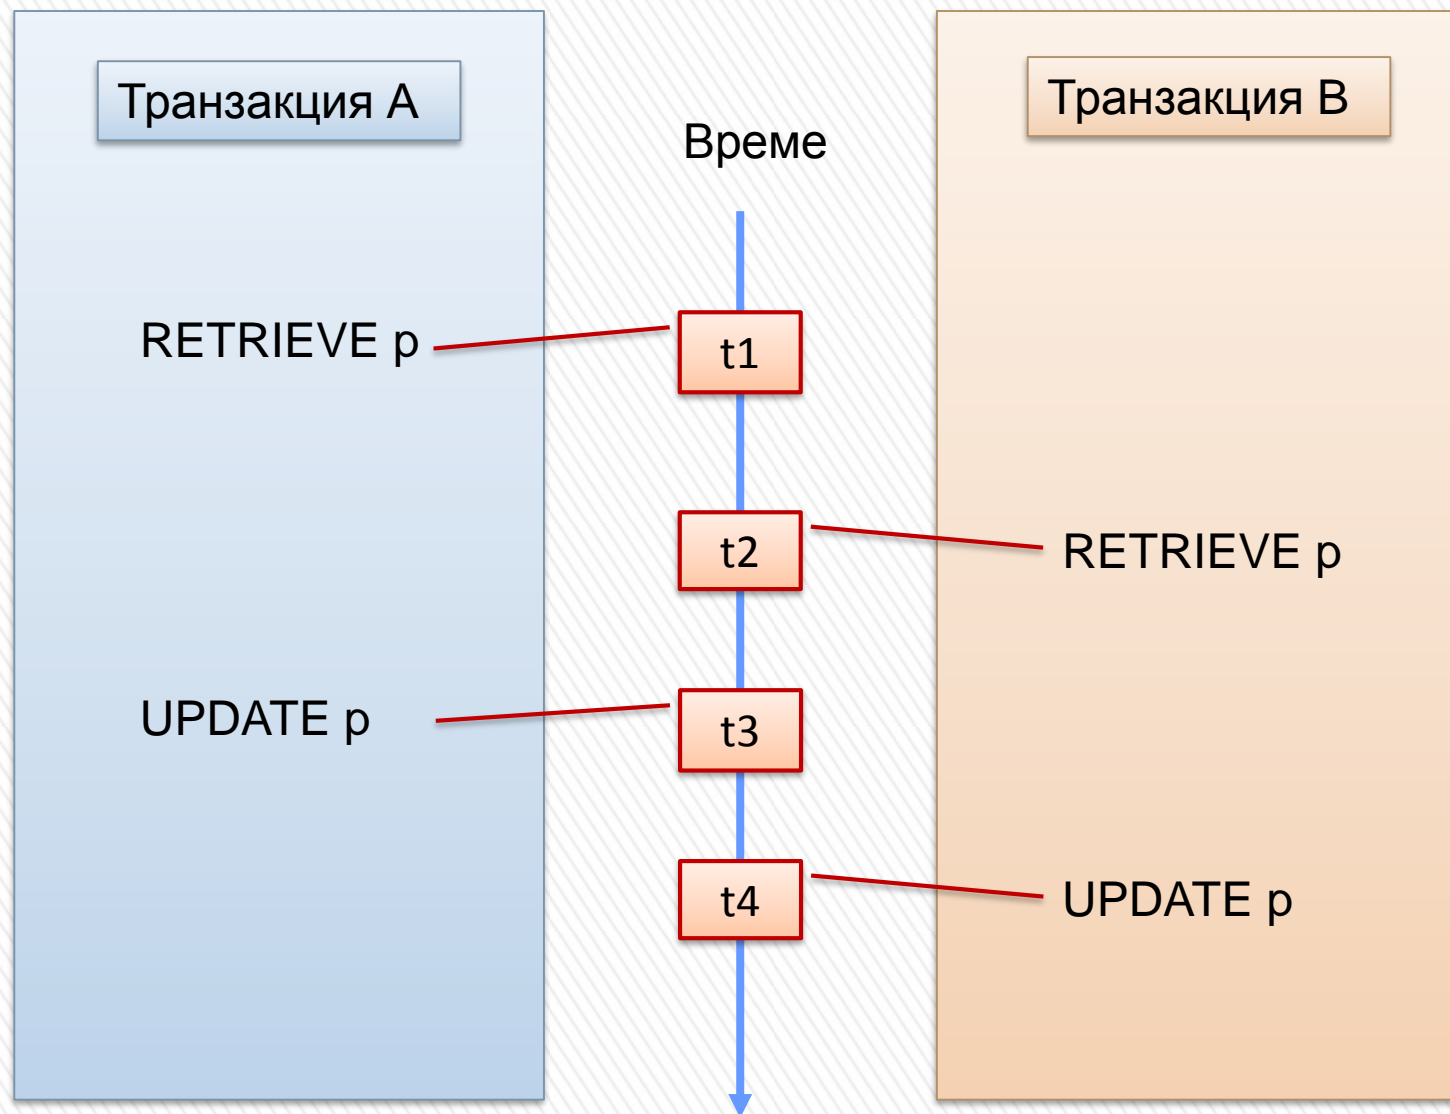 Транзакция A
Време
Транзакция B
RETRIEVE p
t1
t2
RETRIEVE p
UPDATE p
t3
t4
UPDATE p